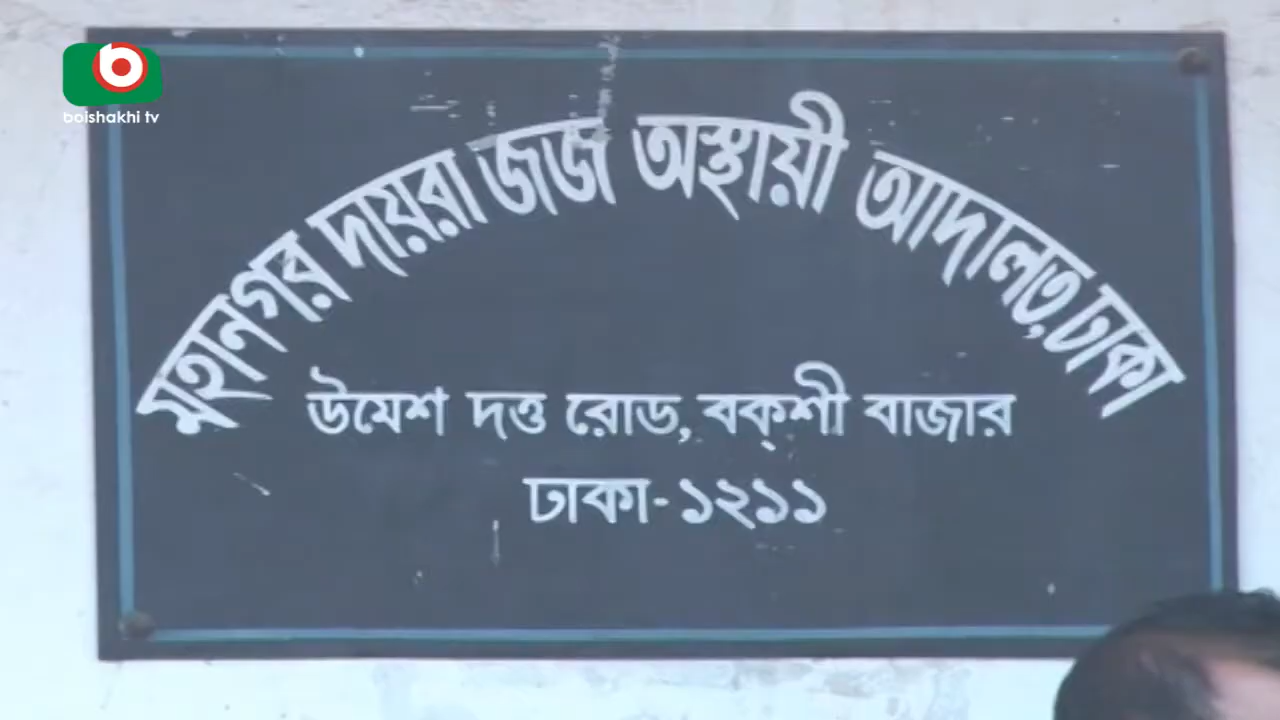 boishakhi tv
মহানগর দায়রা জজ অস্থায়ী আদালত, ঢাকা
উমেশ দত্ত রোড, বক্‌শী বাজার
ঢাকা-১২১১